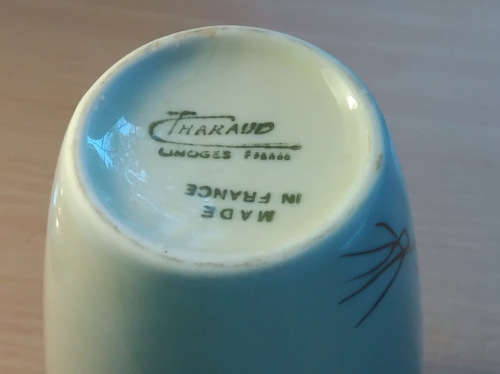 C THARAUD
LIMOGES FRANCE
MADE
IN FRANCE